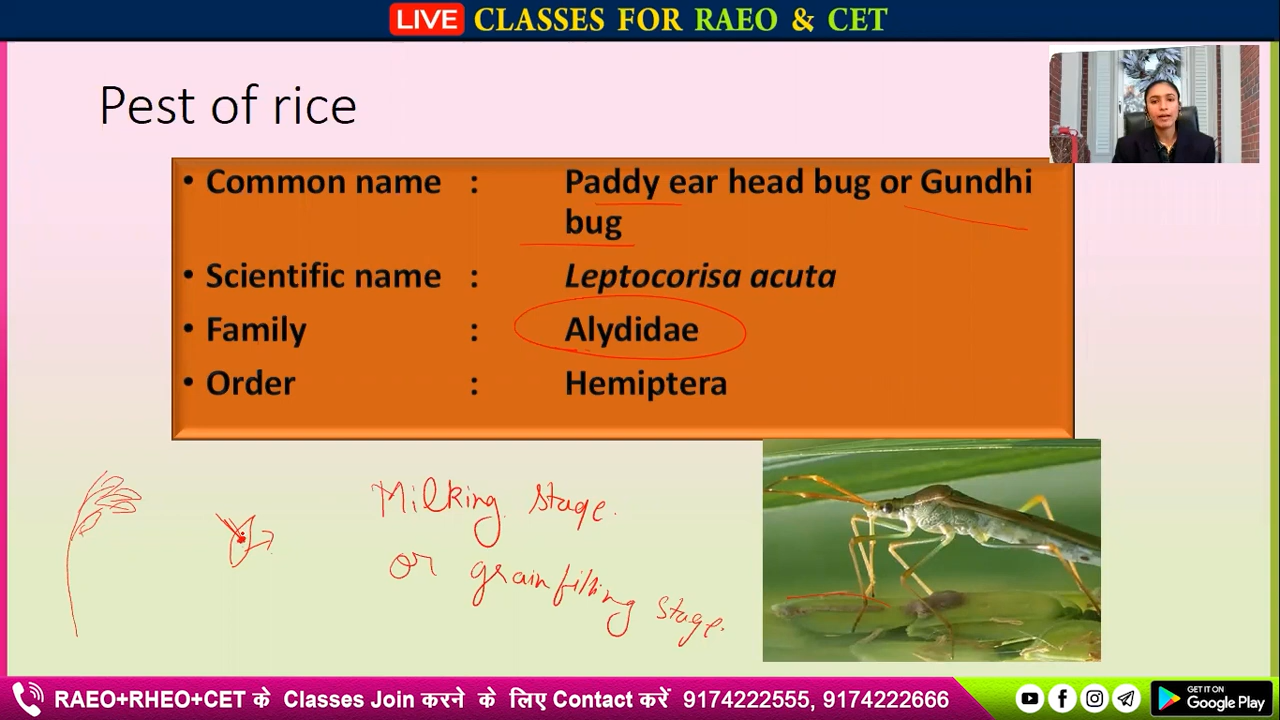 LIVE CLASSES FOR RAEO & CET
Pest of rice
• Common name : Paddy ear head bug or Gundhi
bug
• Scientific name : Leptocorisa acuta
• Family : Alydidae
• Order : Hemiptera
Milking stage.
or grain filling stage.
RAEO+RHEO+CET के Classes Join करने के लिए Contact करें 9174222555, 9174222666
GET IT ON
Google Play